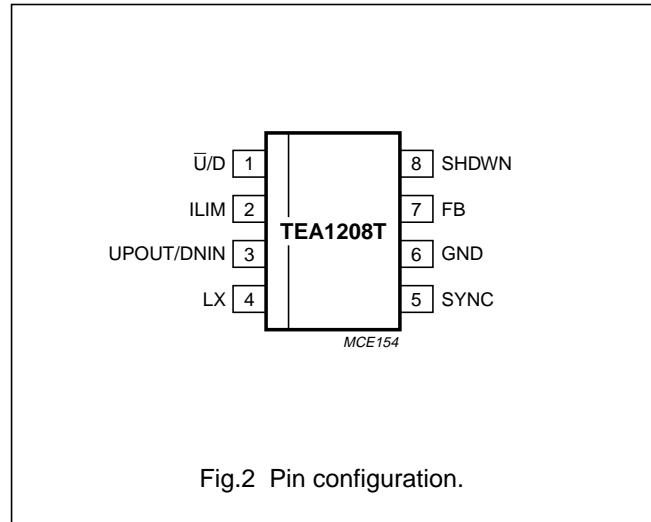 U̅/D 1
ILIM 2
UPOUT/DNIN 3
LX 4
TEA1208T
8 SHDWN
7 FB
6 GND
5 SYNC
MCE154
Fig.2 Pin configuration.